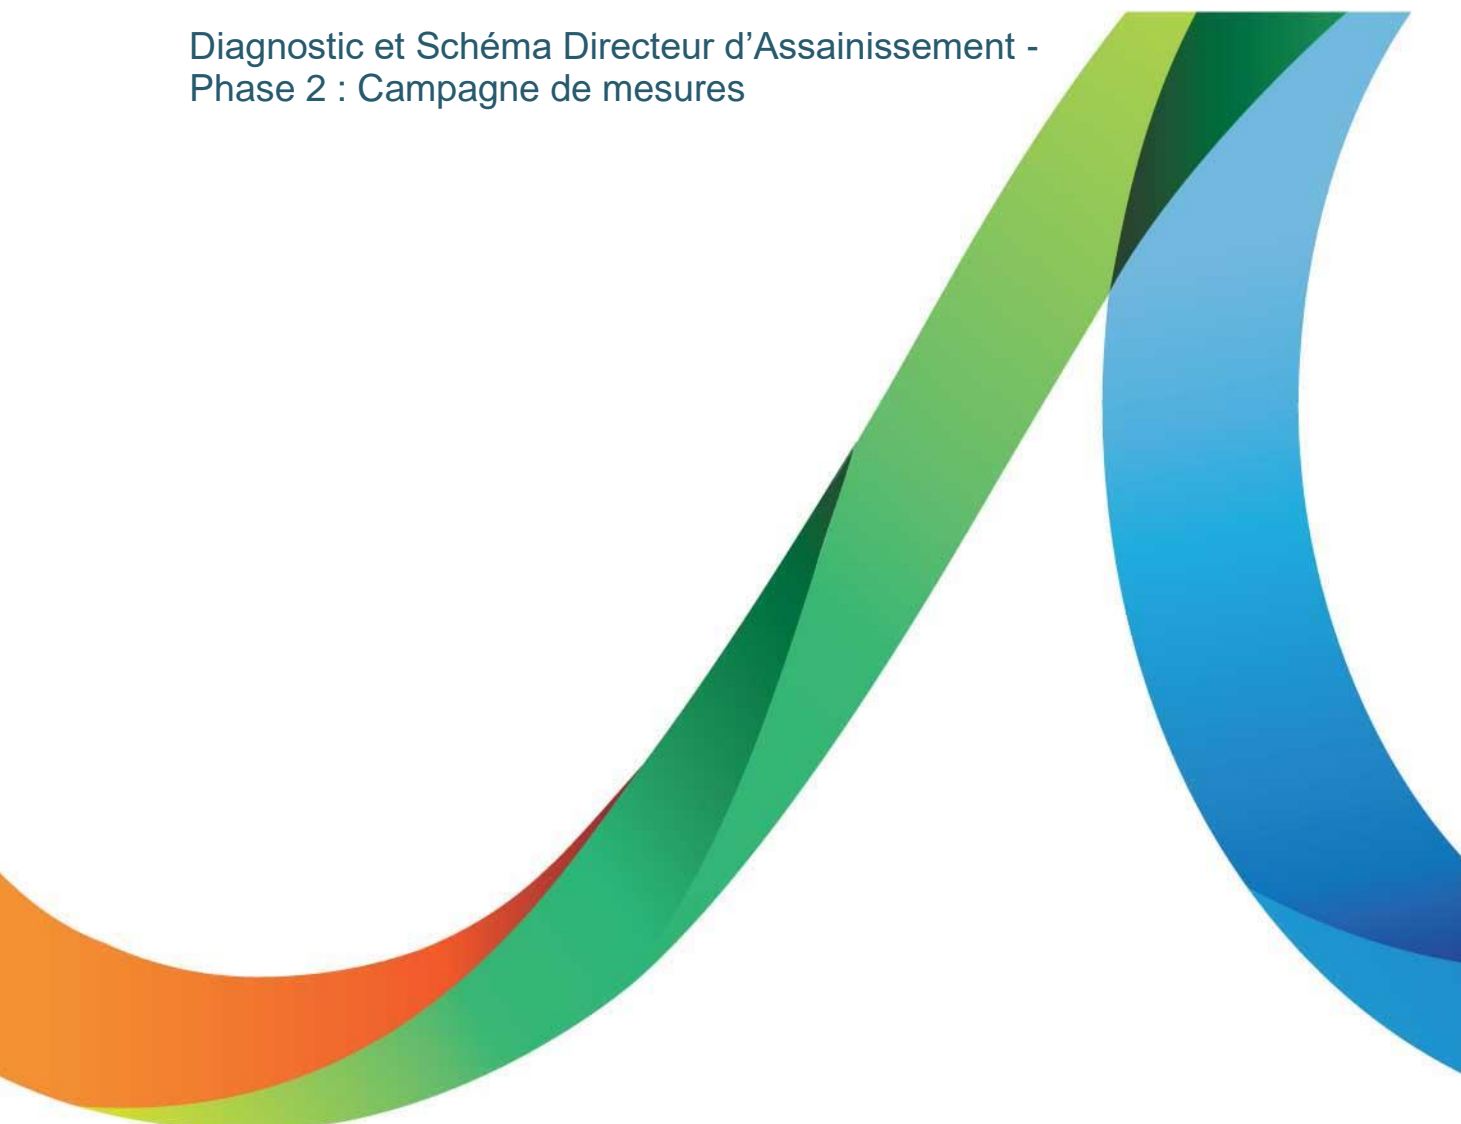 Diagnostic et Schéma Directeur d’Assainissement -
Phase 2 : Campagne de mesures